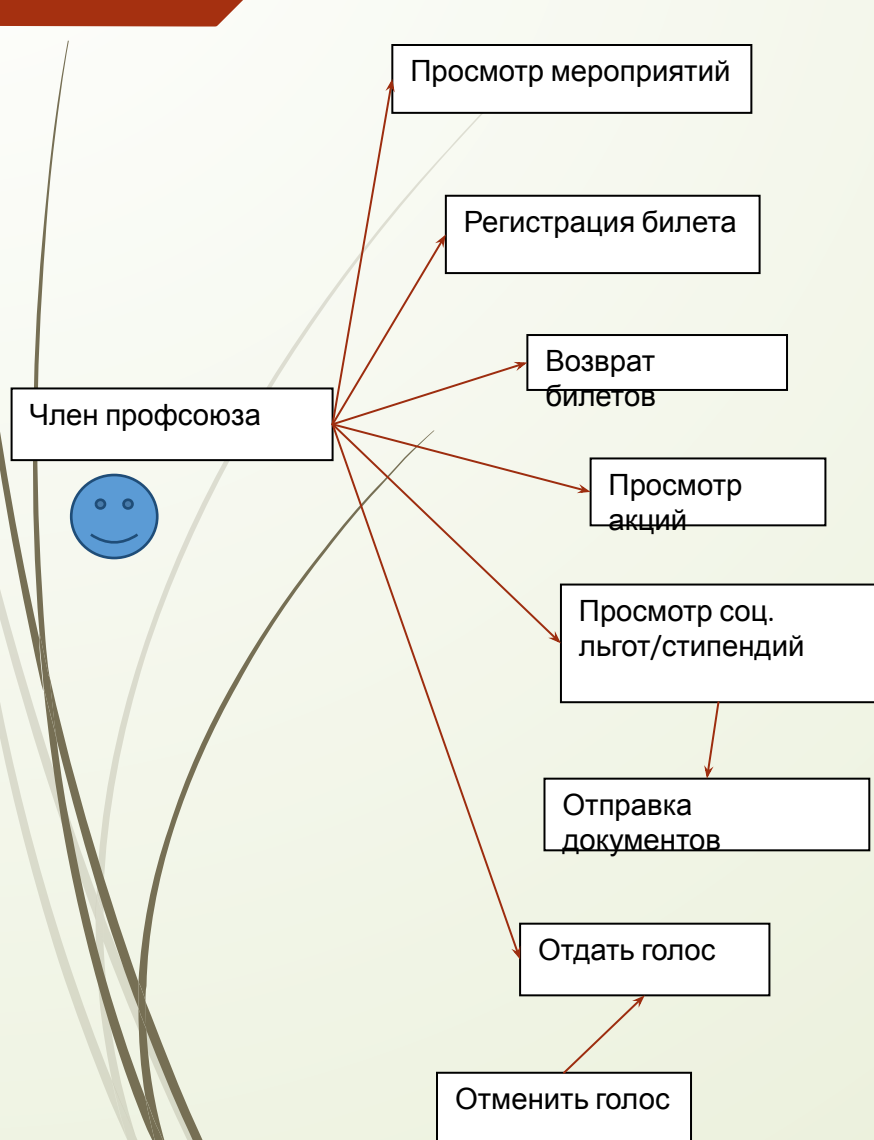 Просмотр мероприятий
Регистрация билета
Возврат
билетов
Член профсоюза
Просмотр
акций
Просмотр соц.
льгот/стипендий
Отправка
документов
Отдать голос
Отменить голос